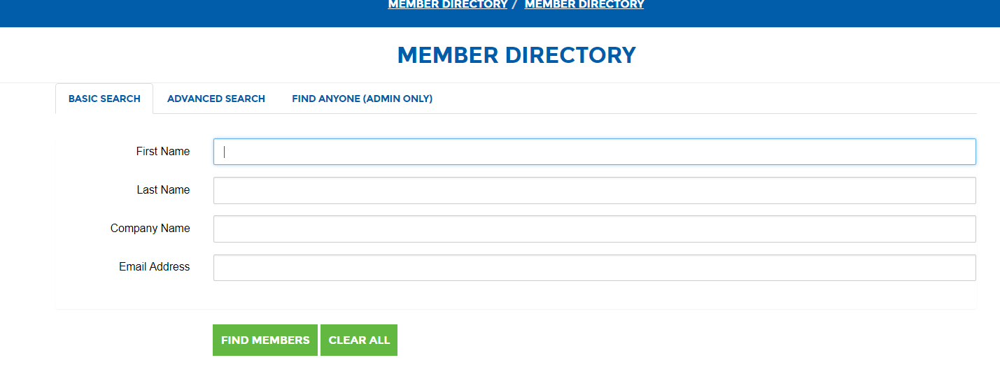 MEMBER DIRECTORY / MEMBER DIRECTORY
MEMBER DIRECTORY
BASIC SEARCH ADVANCED SEARCH FIND ANYONE (ADMIN ONLY)
First Name
Last Name
Company Name
Email Address
FIND MEMBERS CLEAR ALL